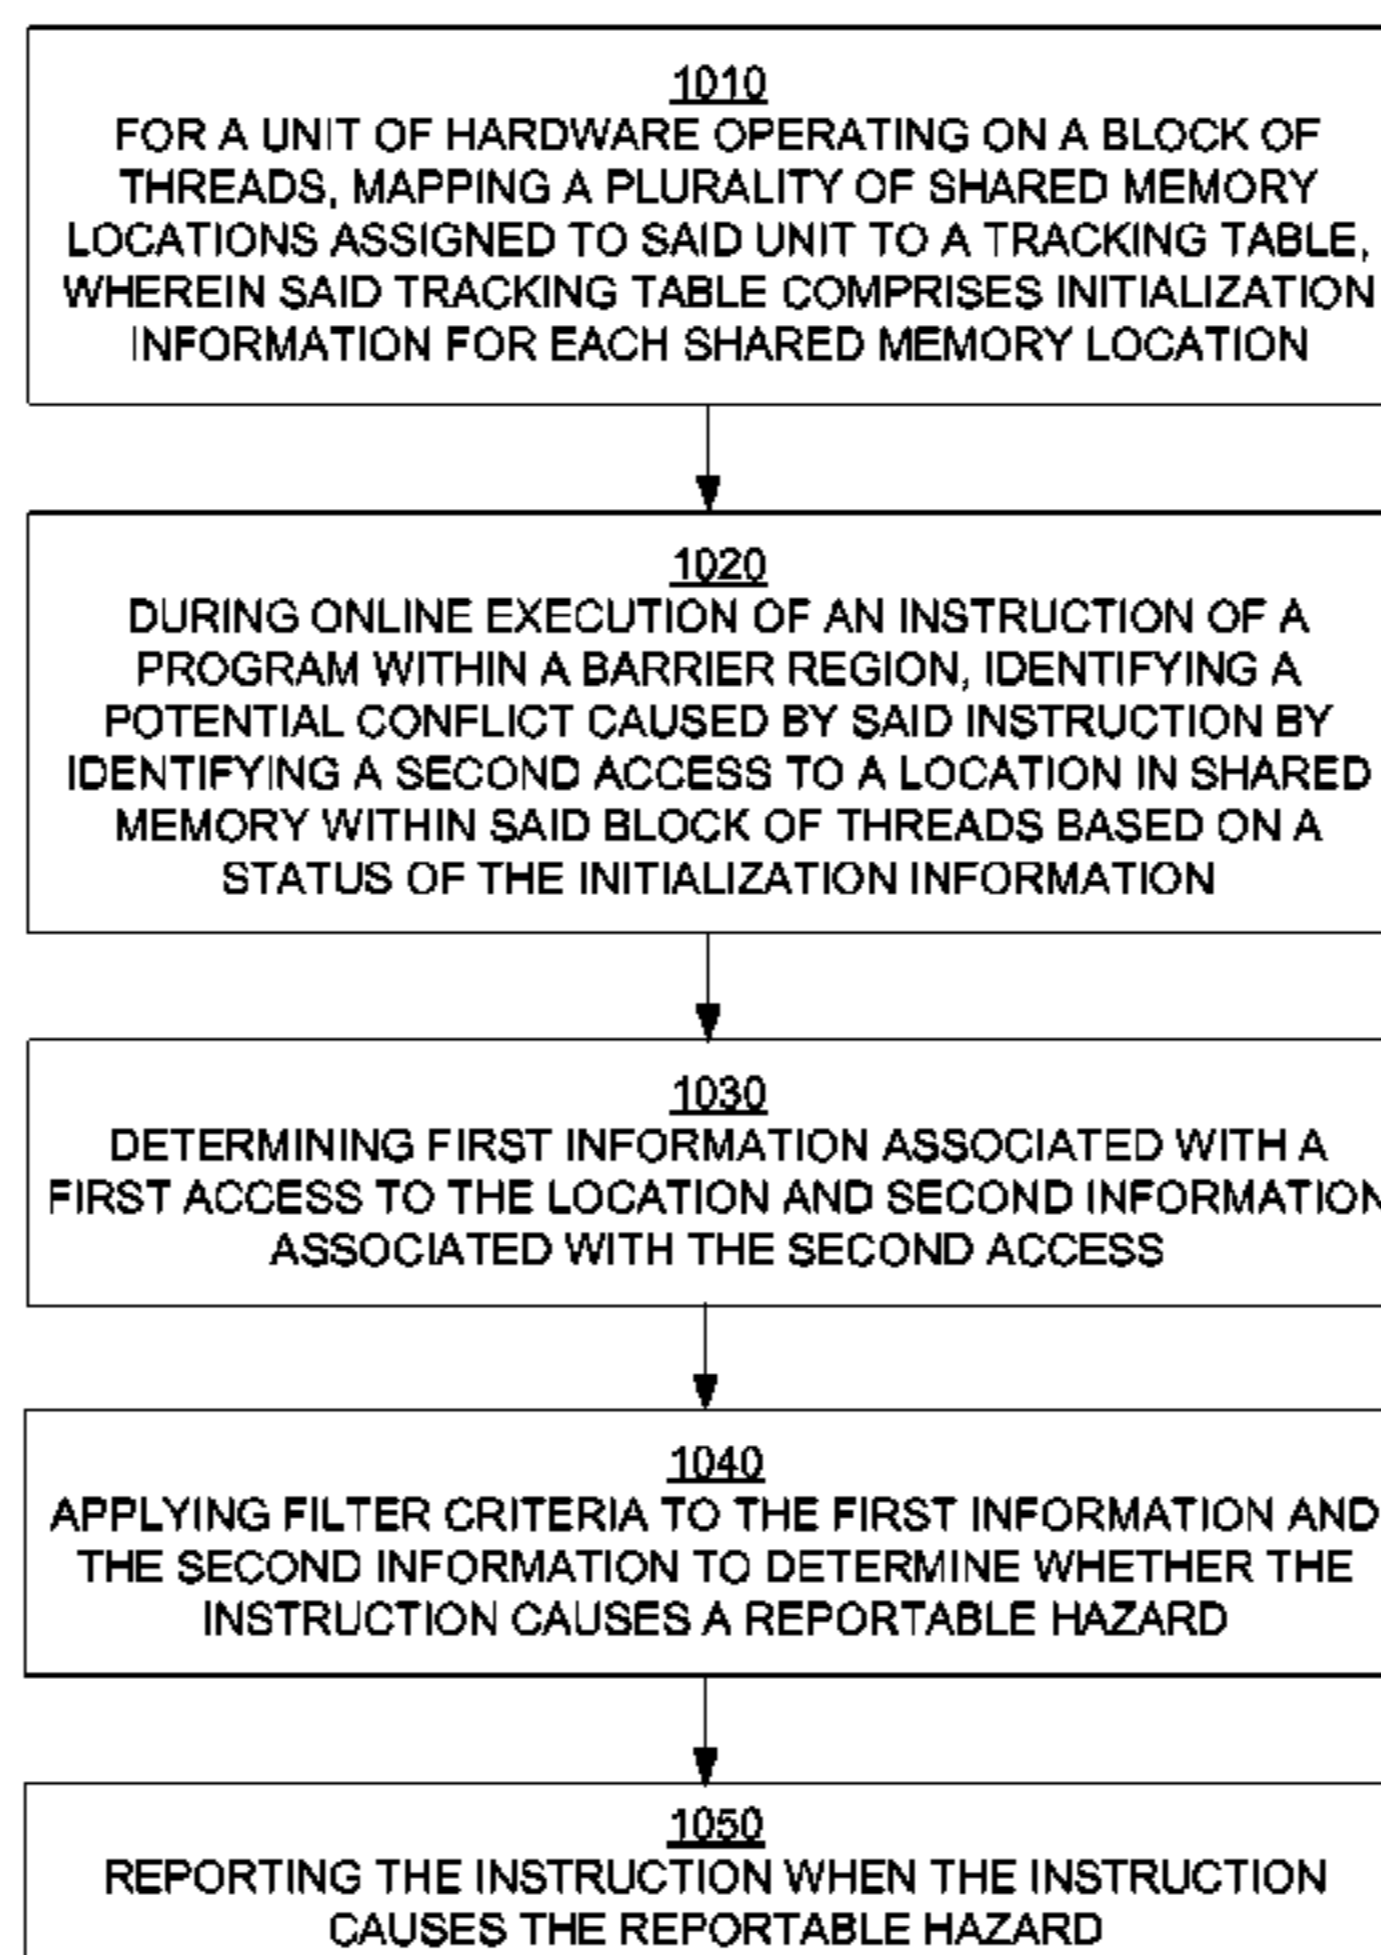 1010
FOR A UNIT OF HARDWARE OPERATING ON A BLOCK OF
THREADS, MAPPING A PLURALITY OF SHARED MEMORY
LOCATIONS ASSIGNED TO SAID UNIT TO A TRACKING TABLE,
WHEREIN SAID TRACKING TABLE COMPRISES INITIALIZATION
INFORMATION FOR EACH SHARED MEMORY LOCATION
1020
DURING ONLINE EXECUTION OF AN INSTRUCTION OF A
PROGRAM WITHIN A BARRIER REGION, IDENTIFYING A
POTENTIAL CONFLICT CAUSED BY SAID INSTRUCTION BY
IDENTIFYING A SECOND ACCESS TO A LOCATION IN SHARED
MEMORY WITHIN SAID BLOCK OF THREADS BASED ON A
STATUS OF THE INITIALIZATION INFORMATION
1030
DETERMINING FIRST INFORMATION ASSOCIATED WITH A
FIRST ACCESS TO THE LOCATION AND SECOND INFORMATION
ASSOCIATED WITH THE SECOND ACCESS
1040
APPLYING FILTER CRITERIA TO THE FIRST INFORMATION AND
THE SECOND INFORMATION TO DETERMINE WHETHER THE
INSTRUCTION CAUSES A REPORTABLE HAZARD
1050
REPORTING THE INSTRUCTION WHEN THE INSTRUCTION
CAUSES THE REPORTABLE HAZARD